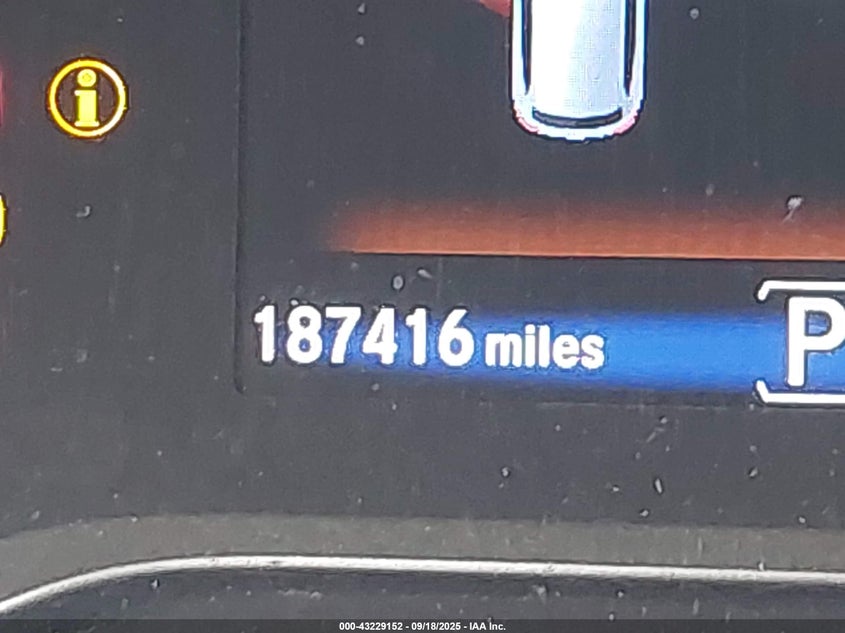 i
187416 miles
P
000-43229152 - 09/18/2025 - IAA Inc.